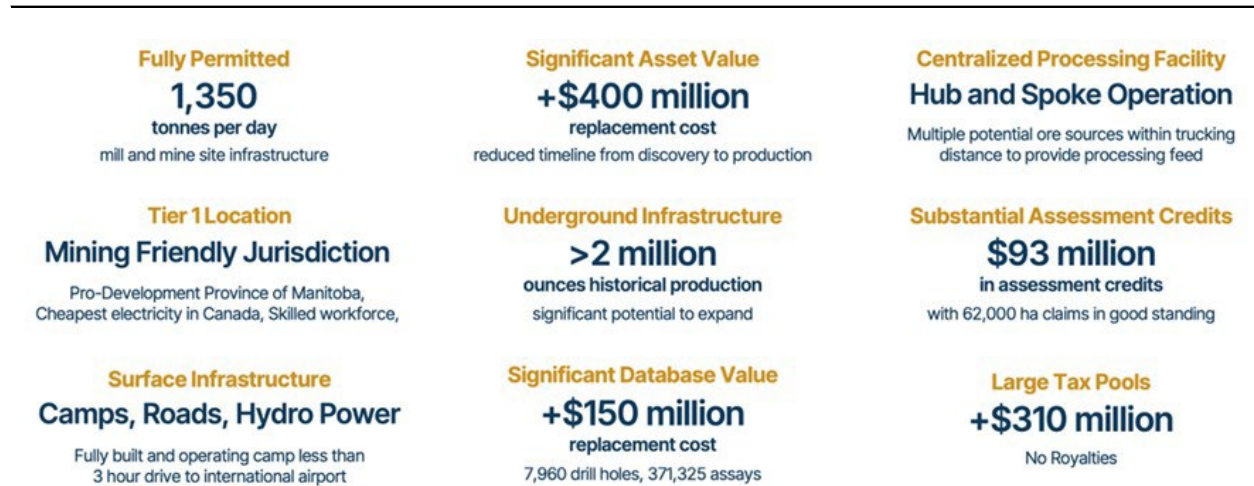 Fully Permitted
1,350
tonnes per day
mill and mine site infrastructure
Significant Asset Value
+$400 million
replacement cost
reduced timeline from discovery to production
Centralized Processing Facility
Hub and Spoke Operation
Multiple potential ore sources within trucking
distance to provide processing feed
Tier 1 Location
Mining Friendly Jurisdiction
Pro-Development Province of Manitoba,
Cheapest electricity in Canada, Skilled workforce,
Underground Infrastructure
>2 million
ounces historical production
significant potential to expand
Substantial Assessment Credits
$93 million
in assessment credits
with 62,000 ha claims in good standing
Surface Infrastructure
Camps, Roads, Hydro Power
Fully built and operating camp less than
3 hour drive to international airport
Significant Database Value
+$150 million
replacement cost
7,960 drill holes, 371,325 assays
Large Tax Pools
+$310 million
No Royalties